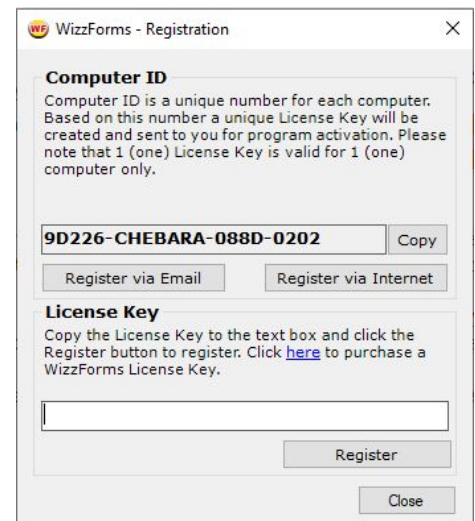 WF WizzForms - Registration
Computer ID
Computer ID is a unique number for each computer.
Based on this number a unique License Key will be
created and sent to you for program activation. Please
note that 1 (one) License Key is valid for 1 (one)
computer only.
9D226-CHEBARA-088D-0202 Copy
Register via Email Register via Internet
License Key
Copy the License Key to the text box and click the
Register button to register. Click here to purchase a
WizzForms License Key.
Register
Close